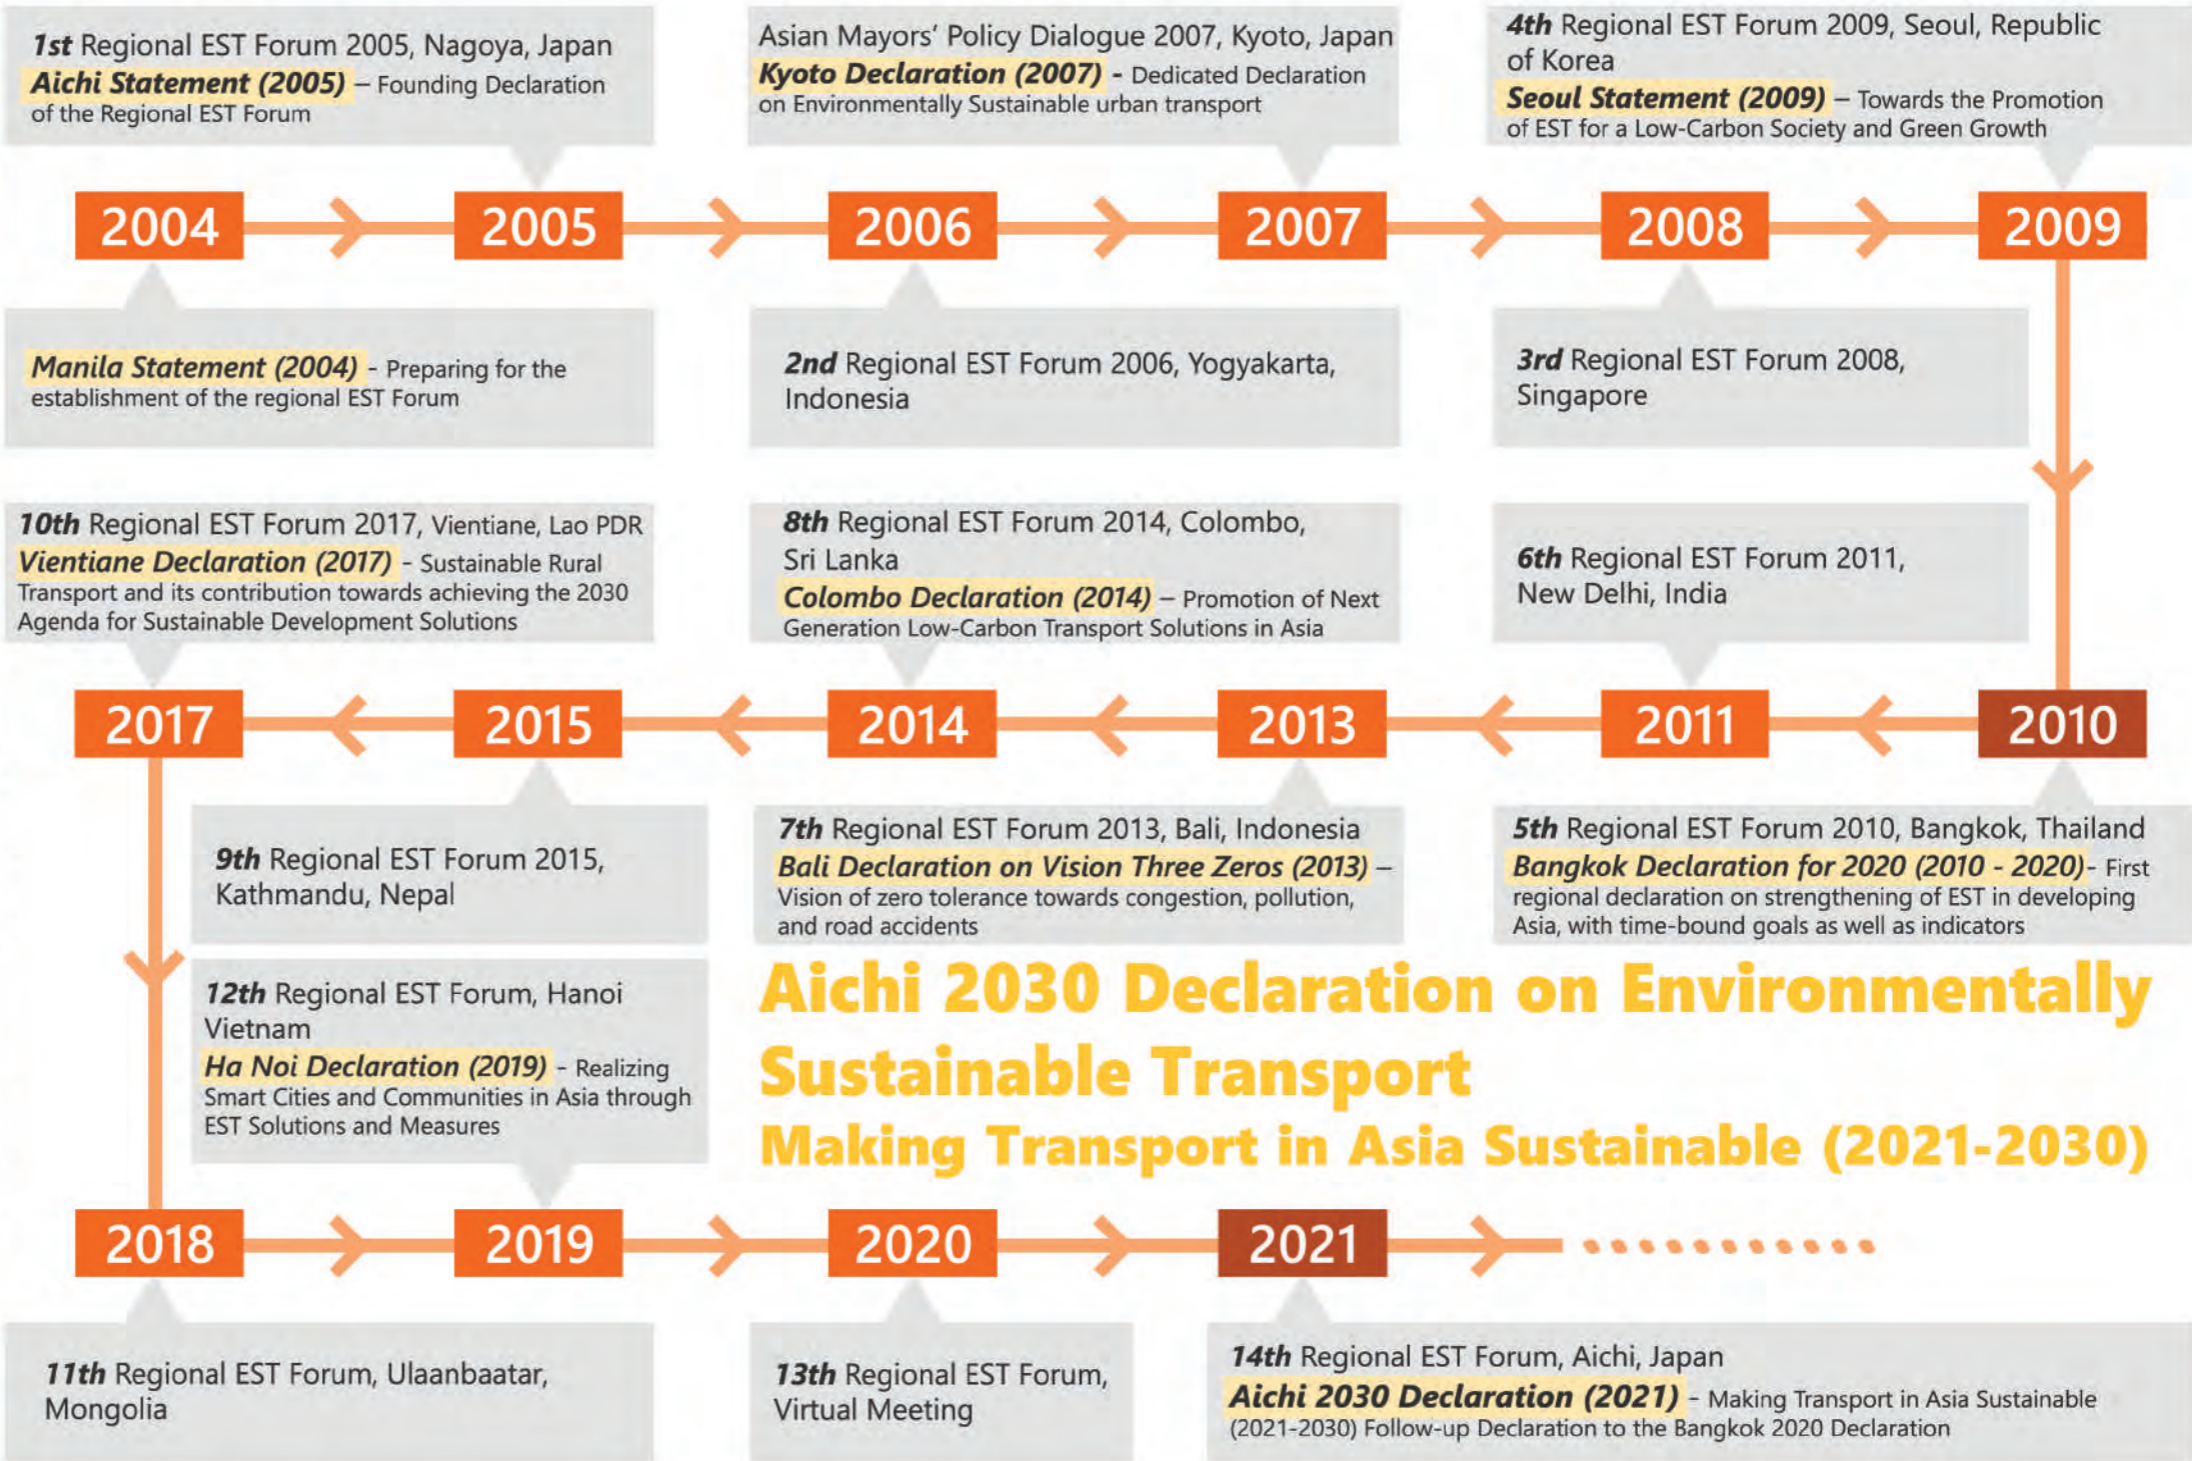 1st Regional EST Forum 2005, Nagoya, Japan
Aichi Statement (2005) – Founding Declaration
of the Regional EST Forum
Asian Mayors' Policy Dialogue 2007, Kyoto, Japan
Kyoto Declaration (2007) - Dedicated Declaration
on Environmentally Sustainable urban transport
4th Regional EST Forum 2009, Seoul, Republic
of Korea
Seoul Statement (2009) – Towards the Promotion
of EST for a Low-Carbon Society and Green Growth
2004
2005
2006
2007
2008
2009
Manila Statement (2004) - Preparing for the
establishment of the regional EST Forum
2nd Regional EST Forum 2006, Yogyakarta,
Indonesia
3rd Regional EST Forum 2008,
Singapore
10th Regional EST Forum 2017, Vientiane, Lao PDR
Vientiane Declaration (2017) - Sustainable Rural
Transport and its contribution towards achieving the 2030
Agenda for Sustainable Development Solutions
8th Regional EST Forum 2014, Colombo,
Sri Lanka
Colombo Declaration (2014) – Promotion of Next
Generation Low-Carbon Transport Solutions in Asia
6th Regional EST Forum 2011,
New Delhi, India
2017
2015
2014
2013
2011
2010
9th Regional EST Forum 2015,
Kathmandu, Nepal
7th Regional EST Forum 2013, Bali, Indonesia
Bali Declaration on Vision Three Zeros (2013) –
Vision of zero tolerance towards congestion, pollution,
and road accidents
5th Regional EST Forum 2010, Bangkok, Thailand
Bangkok Declaration for 2020 (2010 - 2020)- First
regional declaration on strengthening of EST in developing
Asia, with time-bound goals as well as indicators
12th Regional EST Forum, Hanoi
Vietnam
Ha Noi Declaration (2019) - Realizing
Smart Cities and Communities in Asia through
EST Solutions and Measures
Aichi 2030 Declaration on Environmentally
Sustainable Transport
Making Transport in Asia Sustainable (2021-2030)
2018
2019
2020
2021
11th Regional EST Forum, Ulaanbaatar,
Mongolia
13th Regional EST Forum,
Virtual Meeting
14th Regional EST Forum, Aichi, Japan
Aichi 2030 Declaration (2021) - Making Transport in Asia Sustainable
(2021-2030) Follow-up Declaration to the Bangkok 2020 Declaration